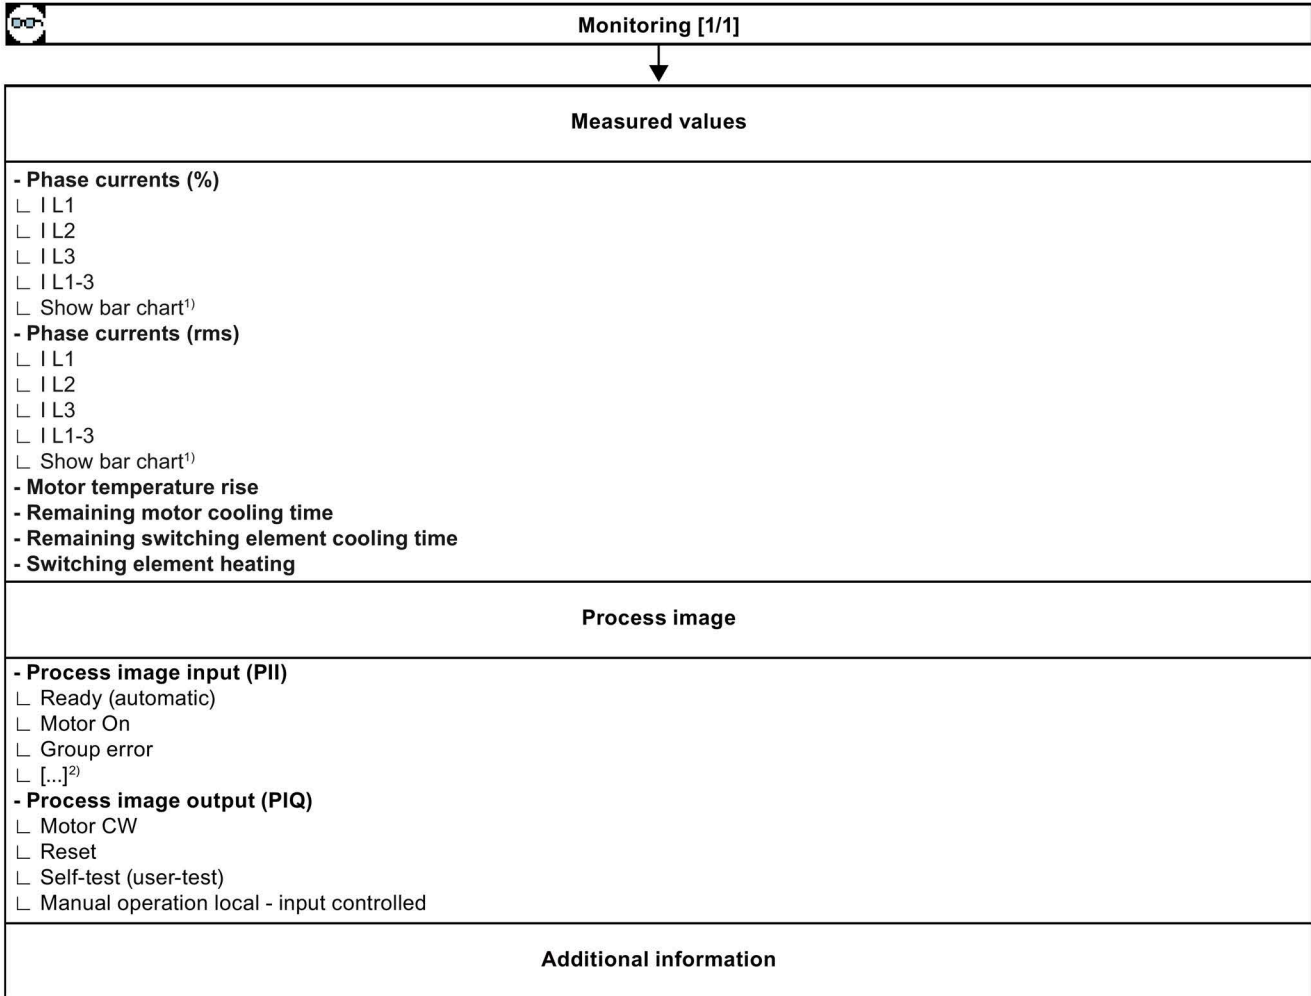 Monitoring [1/1]
Measured values
- Phase currents (%)
∟ I L1
∟ I L2
∟ I L3
∟ I L1-3
∟ Show bar chart¹⁾
- Phase currents (rms)
∟ I L1
∟ I L2
∟ I L3
∟ I L1-3
∟ Show bar chart¹⁾
- Motor temperature rise
- Remaining motor cooling time
- Remaining switching element cooling time
- Switching element heating
Process image
- Process image input (PII)
∟ Ready (automatic)
∟ Motor On
∟ Group error
∟ [...]²⁾
- Process image output (PIQ)
∟ Motor CW
∟ Reset
∟ Self-test (user-test)
∟ Manual operation local - input controlled
Additional information